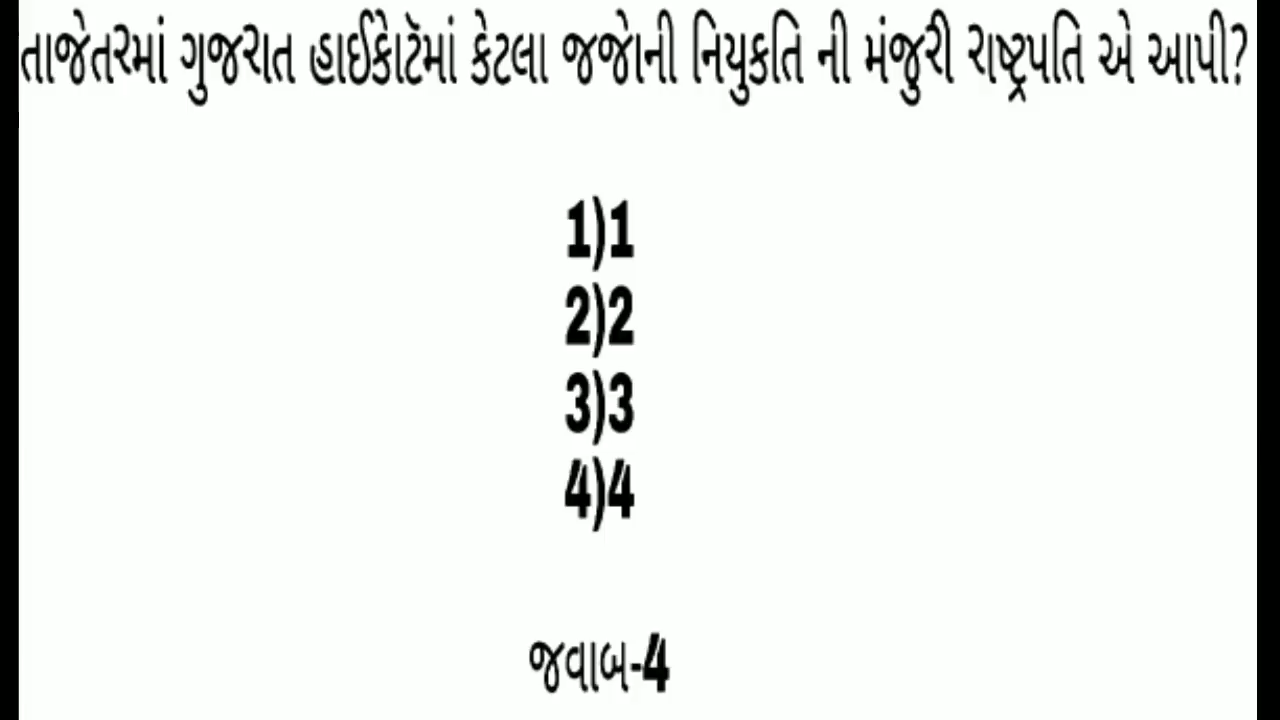 તાજેતરમાં ગુજરાત હાઈકોર્ટમાં કેટલા જજોની નિયુકતિ ની મંજુરી રાષ્ટ્રપતિ એ આપી?
1)1
2)2
3)3
4)4
જવાબ-4